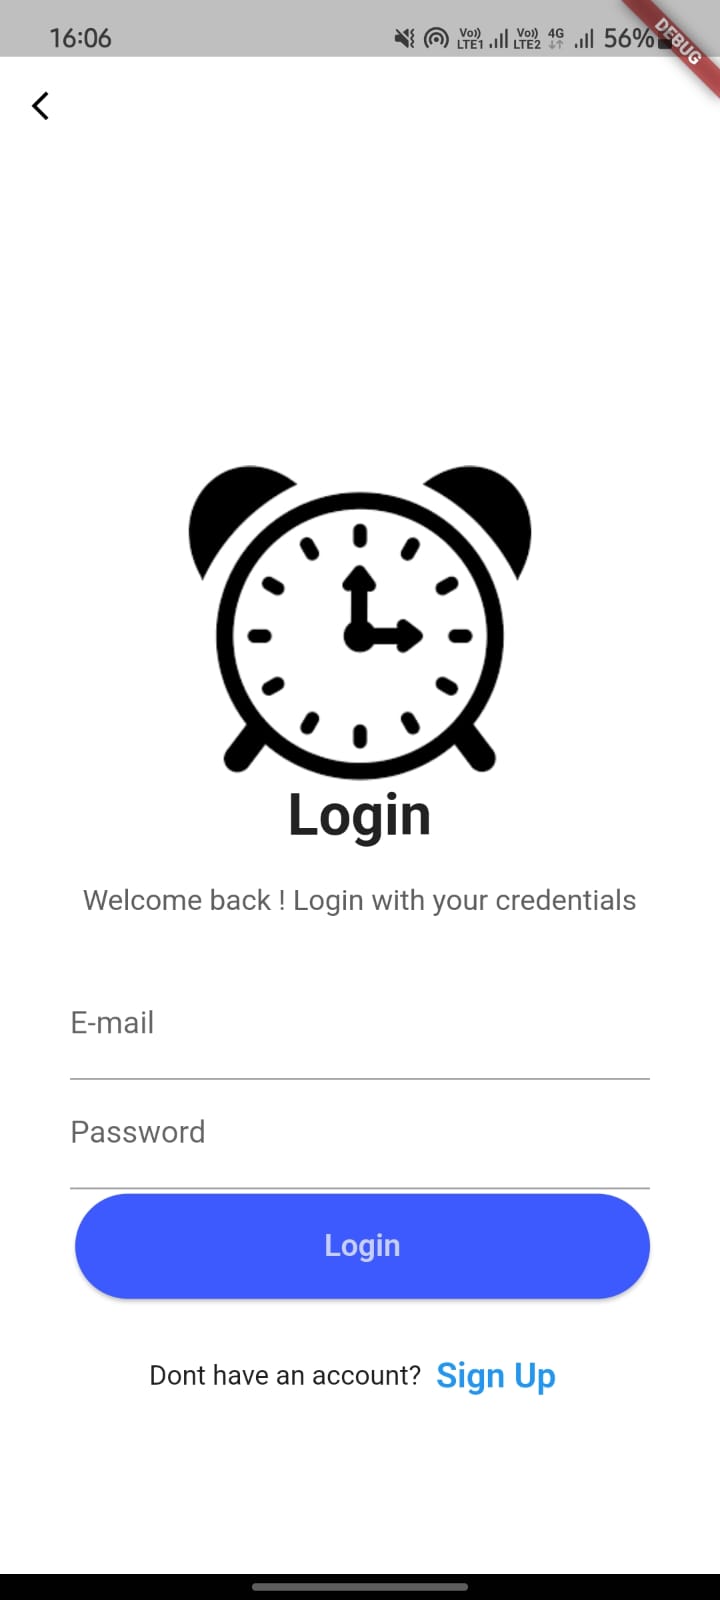 16:06 Vo)) LTE1 Vo)) LTE2 4G 56%
DEBUG
Login
Welcome back ! Login with your credentials
E-mail
Password
Login
Dont have an account? Sign Up